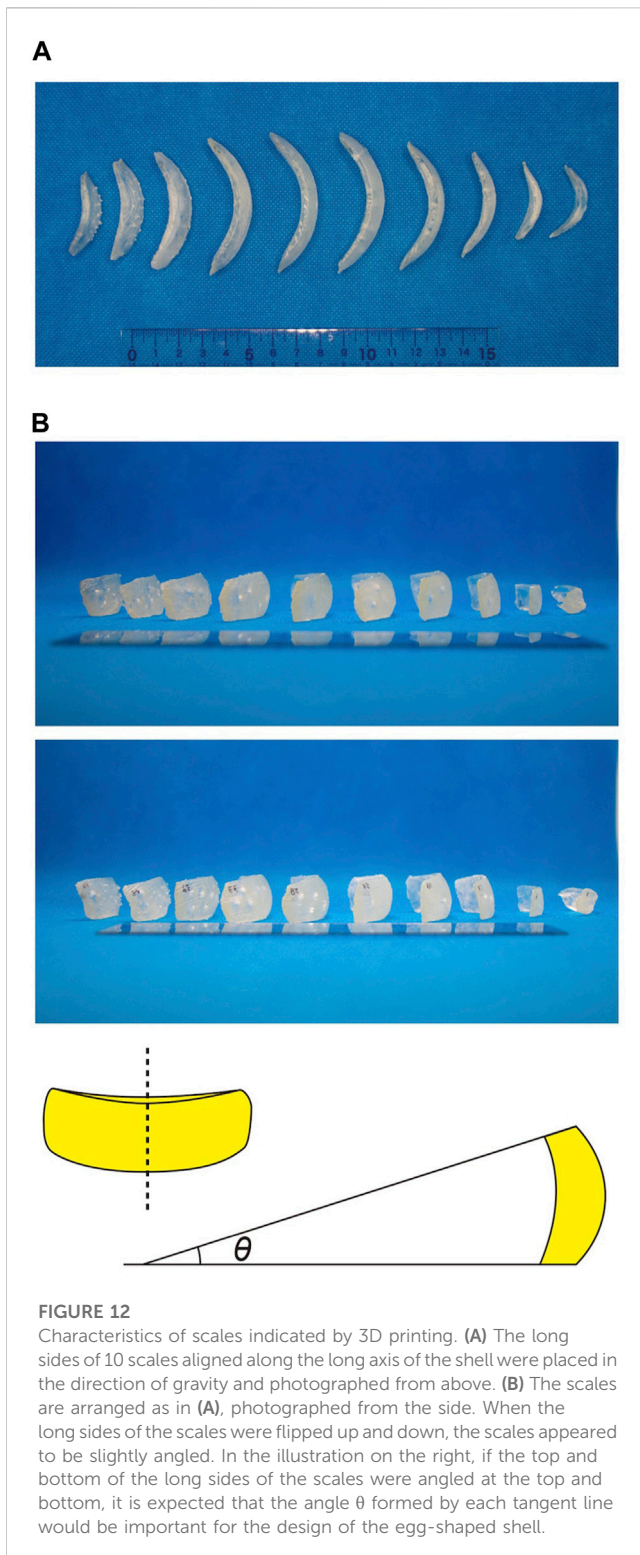 A
0 1 2 3 4 5 6 7 8 9 10 11 12 13 14 15
B
θ
FIGURE 12
Characteristics of scales indicated by 3D printing. (A) The long
sides of 10 scales aligned along the long axis of the shell were placed in
the direction of gravity and photographed from above. (B) The scales
are arranged as in (A), photographed from the side. When the
long sides of the scales were flipped up and down, the scales appeared
to be slightly angled. In the illustration on the right, if the top and
bottom of the long sides of the scales were angled at the top and
bottom, it is expected that the angle θ formed by each tangent line
would be important for the design of the egg-shaped shell.